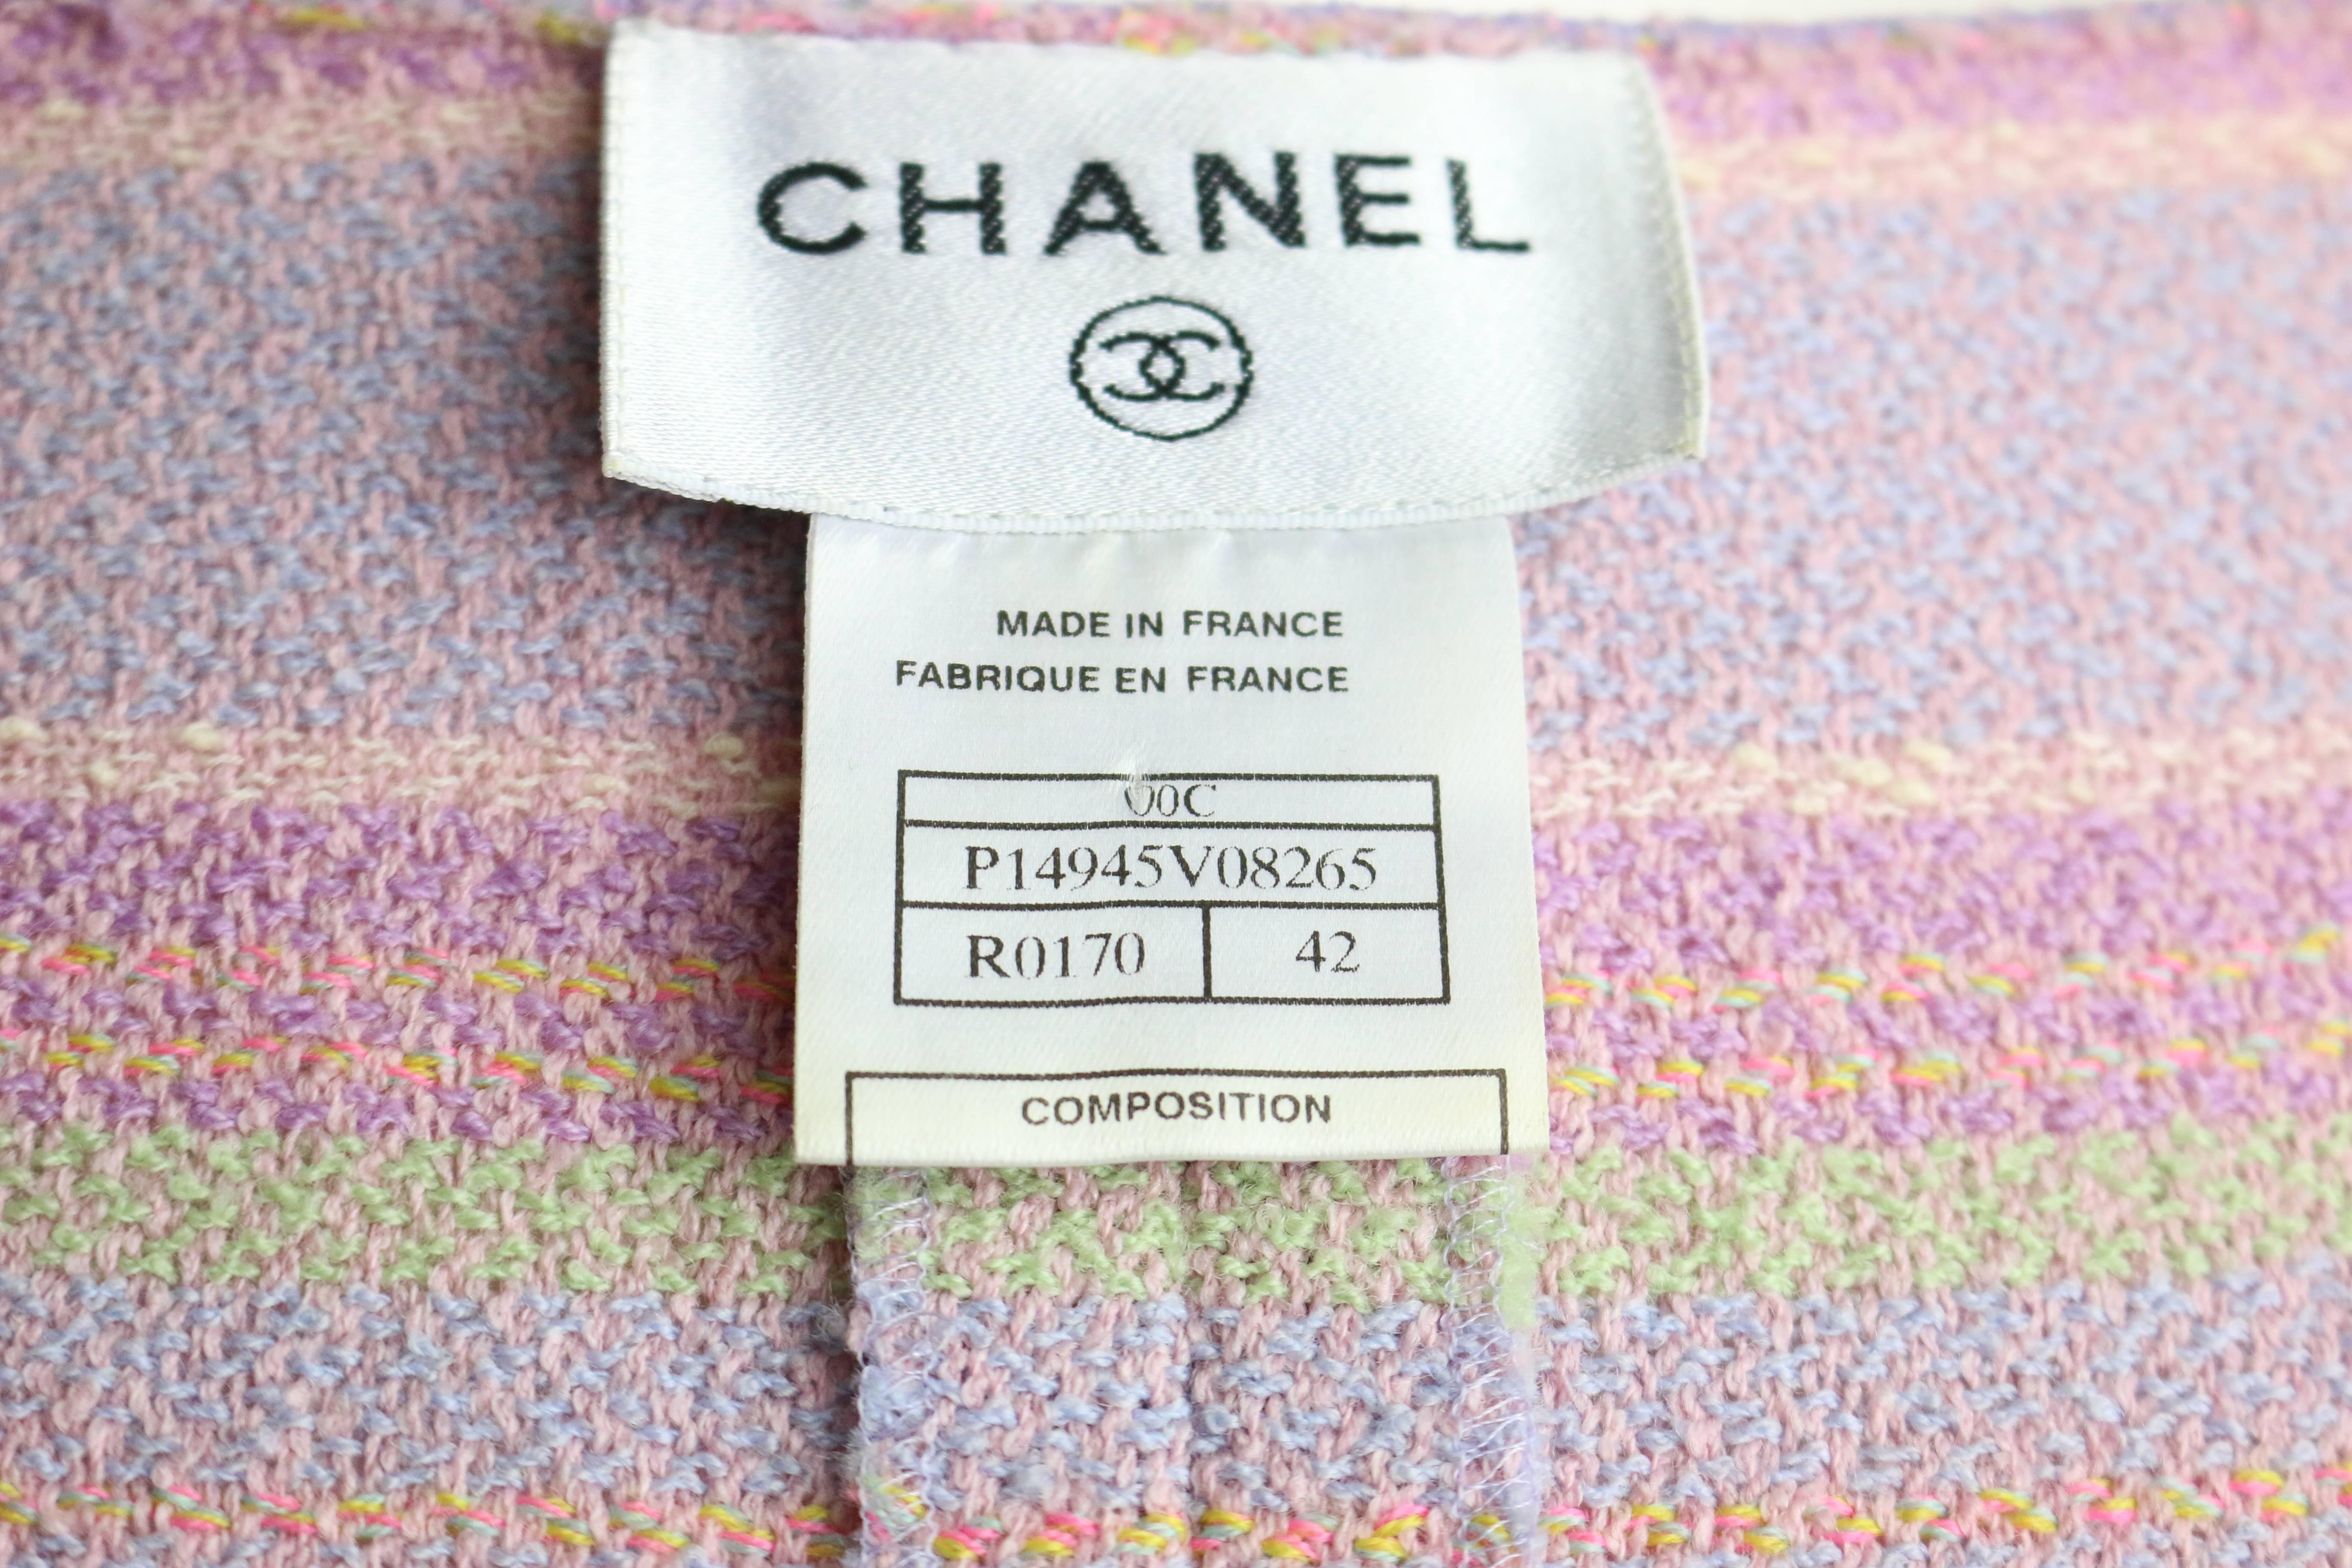 CHANEL
MADE IN FRANCE
FABRIQUE EN FRANCE
00C
P14945V08265
R0170 42
COMPOSITION